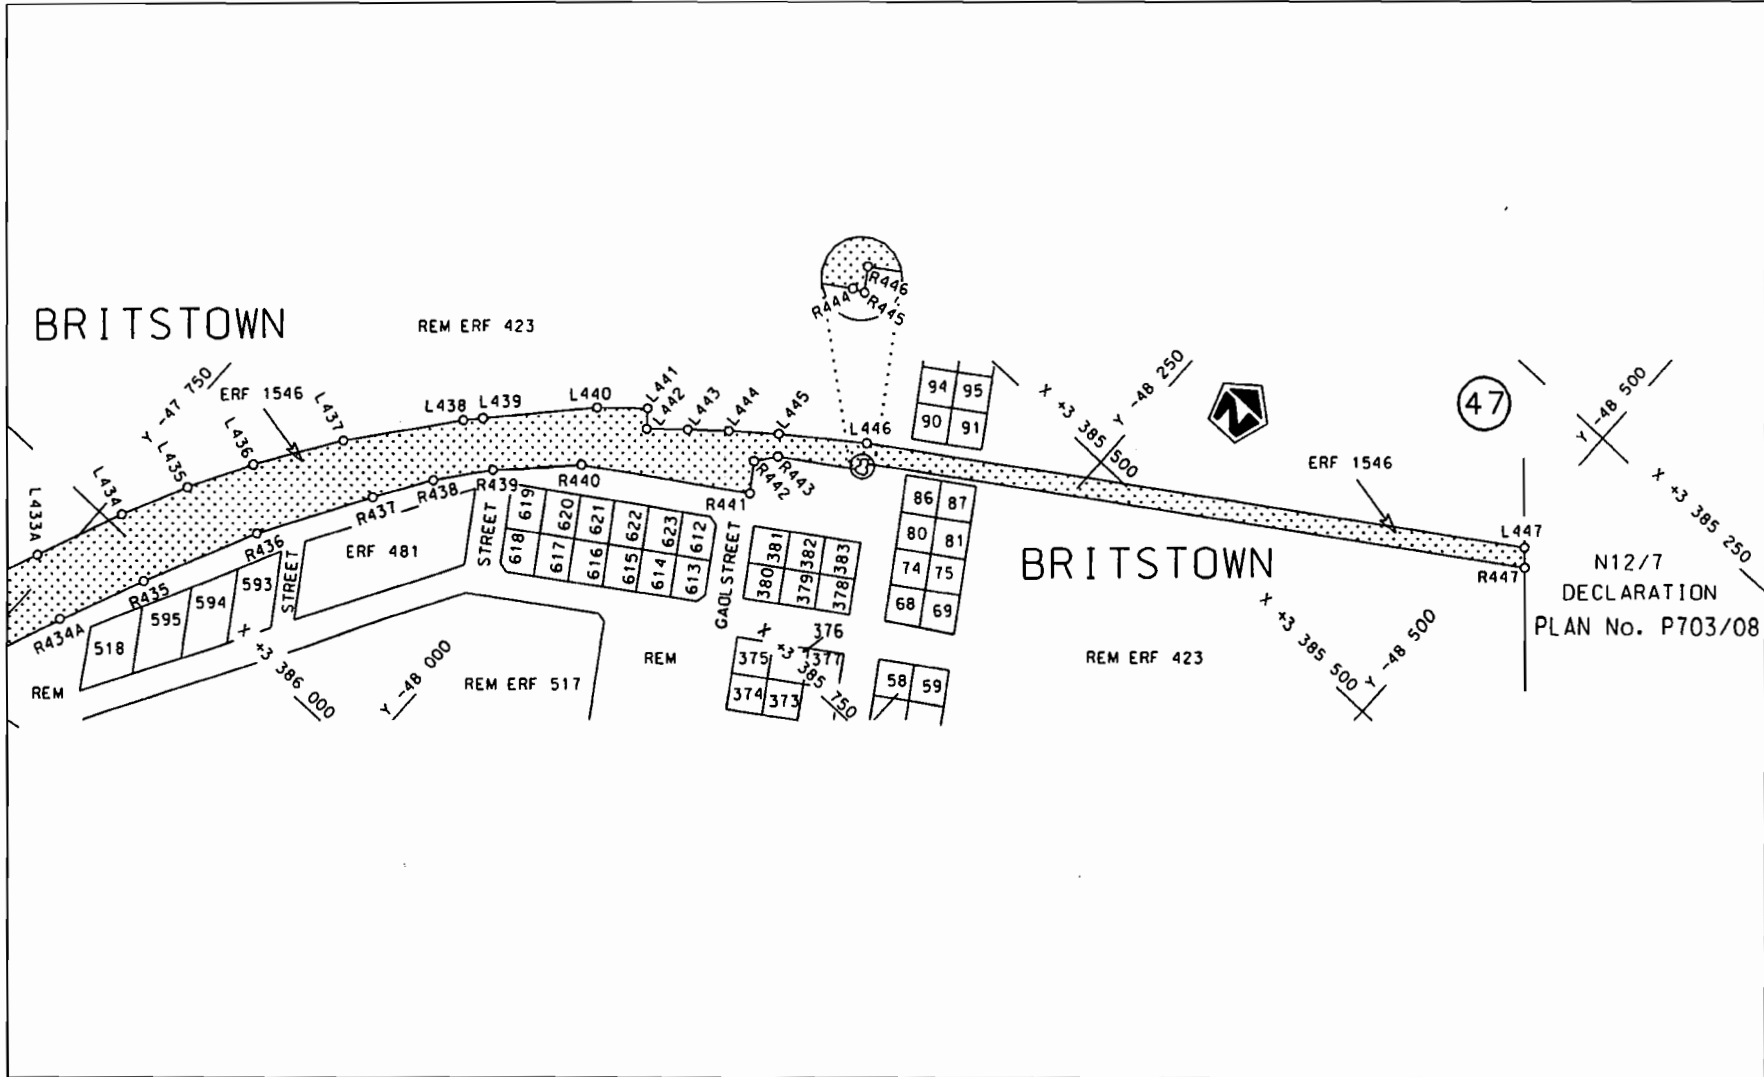 BRITSTOWN
REM ERF 423
Y -47 750
ERF 1546
L433A
L434
L435
L436
L437
L438
L439
L440
L441
L442
L443
L444
L445
L446
R444
R445
R446
94
95
90
91
X +3 385 500
Y -48 250
47
Y -48 500
X +3 385 250
ERF 1546
L447
R447
N12/7
DECLARATION
PLAN No. P703/08
R434A
R435
R436
R437
R438
R439
R440
R441
R442
R443
REM
518
595
594
593
STREET
ERF 481
STREET
619
620
621
622
623
612
618
617
616
615
614
613
GAOL STREET
381
382
383
380
379
378
86
87
80
81
74
75
68
69
BRITSTOWN
REM ERF 423
X +3 386 000
Y -48 000
REM ERF 517
REM
376
375
377
374
373
X +3 385 750
58
59
X +3 385 500
Y -48 500